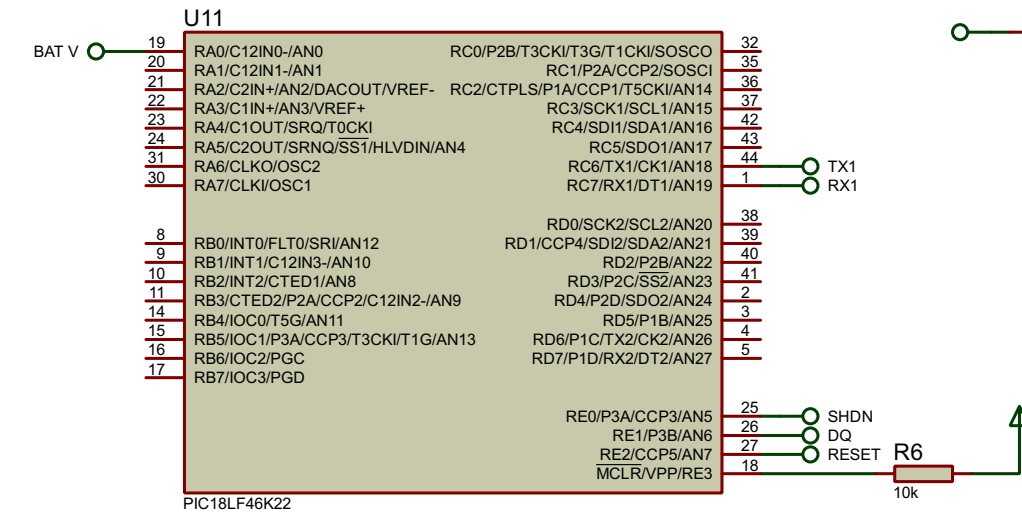 U11
BAT V
19 RA0/C12IN0-/AN0
20 RA1/C12IN1-/AN1
21 RA2/C2IN+/AN2/DACOUT/VREF-
22 RA3/C1IN+/AN3/VREF+
23 RA4/C1OUT/SRQ/T0CKI
24 RA5/C2OUT/SRNQ/SS1/HLVDIN/AN4
31 RA6/CLKO/OSC2
30 RA7/CLKI/OSC1
8 RB0/INT0/FLT0/SRI/AN12
9 RB1/INT1/C12IN3-/AN10
10 RB2/INT2/CTED1/AN8
11 RB3/CTED2/P2A/CCP2/C12IN2-/AN9
14 RB4/IOC0/T5G/AN11
15 RB5/IOC1/P3A/CCP3/T3CKI/T1G/AN13
16 RB6/IOC2/PGC
17 RB7/IOC3/PGD
RC0/P2B/T3CKI/T3G/T1CKI/SOSCO 32
RC1/P2A/CCP2/SOSCI 35
RC2/CTPLS/P1A/CCP1/T5CKI/AN14 36
RC3/SCK1/SCL1/AN15 37
RC4/SDI1/SDA1/AN16 42
RC5/SDO1/AN17 43
RC6/TX1/CK1/AN18 44 TX1
RC7/RX1/DT1/AN19 1 RX1
RD0/SCK2/SCL2/AN20 38
RD1/CCP4/SDI2/SDA2/AN21 39
RD2/P2B/AN22 40
RD3/P2C/SS2/AN23 41
RD4/P2D/SDO2/AN24 2
RD5/P1B/AN25 3
RD6/P1C/TX2/CK2/AN26 4
RD7/P1D/RX2/DT2/AN27 5
RE0/P3A/CCP3/AN5 25 SHDN
RE1/P3B/AN6 26 DQ
RE2/CCP5/AN7 27 RESET
MCLR/VPP/RE3 18
R6
10k
PIC18LF46K22